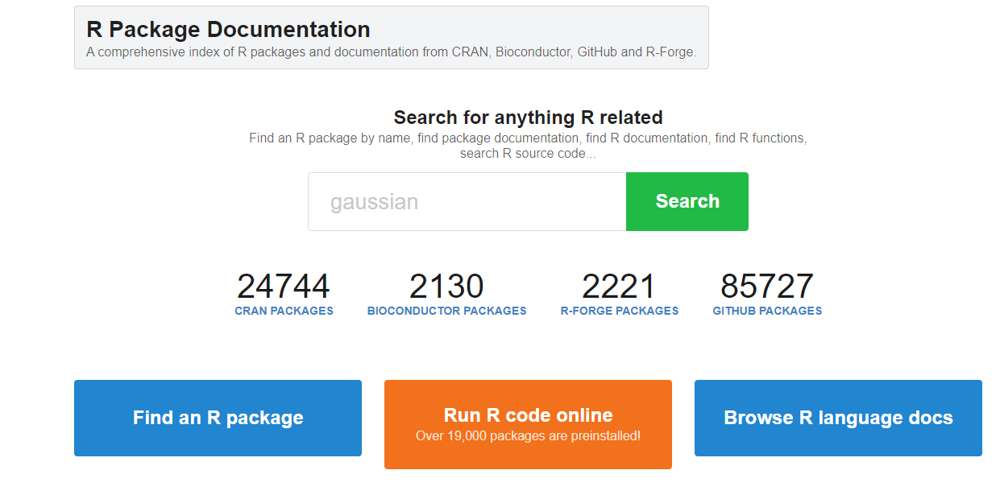 R Package Documentation
A comprehensive index of R packages and documentation from CRAN, Bioconductor, GitHub and R-Forge.
Search for anything R related
Find an R package by name, find package documentation, find R documentation, find R functions,
search R source code...
gaussian
Search
24744
CRAN PACKAGES
2130
BIOCONDUCTOR PACKAGES
2221
R-FORGE PACKAGES
85727
GITHUB PACKAGES
Find an R package
Run R code online
Over 19,000 packages are preinstalled!
Browse R language docs